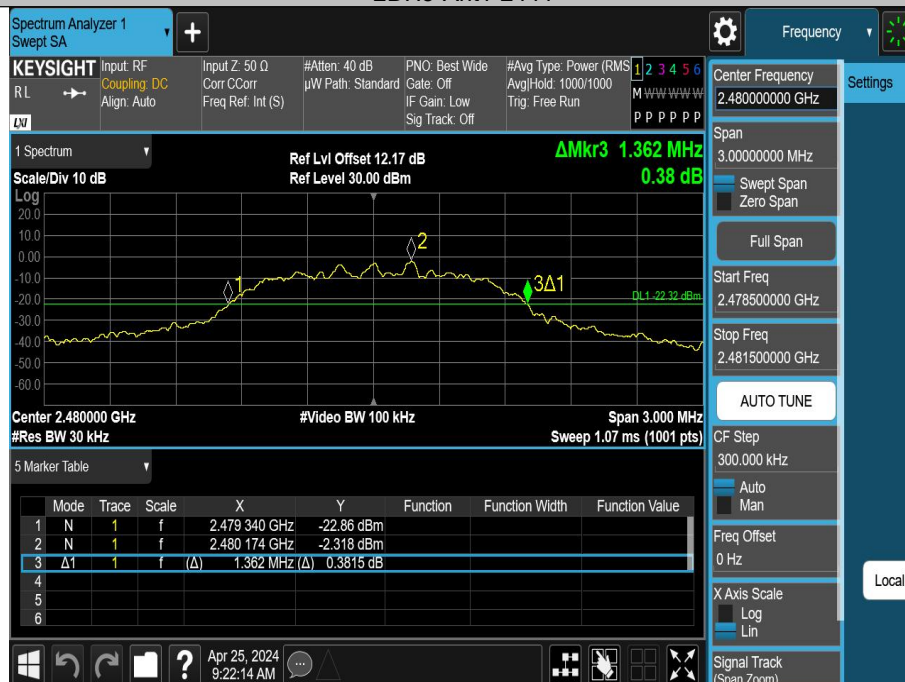 Spectrum Analyzer 1
Swept SA
+
Frequency
KEYSIGHT
RL
LXI
Input: RF
Coupling: DC
Align: Auto
Input Z: 50 Ω
Corr CCorr
Freq Ref: Int (S)
#Atten: 40 dB
µW Path: Standard
PNO: Best Wide
Gate: Off
IF Gain: Low
Sig Track: Off
#Avg Type: Power (RMS
Avg|Hold: 1000/1000
Trig: Free Run
1 2 3 4 5 6
M W W W W W
P P P P P P
1 Spectrum
Scale/Div 10 dB
Ref Lvl Offset 12.17 dB
Ref Level 30.00 dBm
ΔMkr3 1.362 MHz
0.38 dB
Log
20.0
10.0
0.00
-10.0
-20.0
-30.0
-40.0
-50.0
-60.0
1
2
3Δ1
DL1 -22.32 dBm
Center 2.480000 GHz
#Video BW 100 kHz
Span 3.000 MHz
#Res BW 30 kHz
Sweep 1.07 ms (1001 pts)
5 Marker Table
Mode Trace Scale X Y Function Function Width Function Value
1 N 1 f 2.479 340 GHz -22.86 dBm
2 N 1 f 2.480 174 GHz -2.318 dBm
3 Δ1 1 f (Δ) 1.362 MHz (Δ) 0.3815 dB
4
5
6
?
Apr 25, 2024
9:22:14 AM
Center Frequency
2.480000000 GHz
Span
3.00000000 MHz
Swept Span
Zero Span
Full Span
Start Freq
2.478500000 GHz
Stop Freq
2.481500000 GHz
AUTO TUNE
CF Step
300.000 kHz
Auto
Man
Freq Offset
0 Hz
X Axis Scale
Log
Lin
Signal Track
(Span Zoom)
Settings
Local